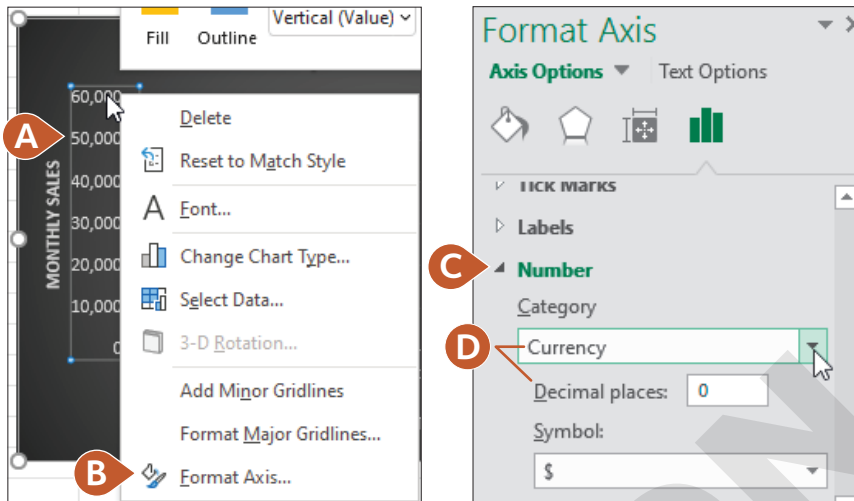 Fill
Outline
Vertical (Value)
60,000
50,000
40,000
30,000
20,000
10,000
0
MONTHLY SALES
A
Delete
Reset to Match Style
A Font...
Change Chart Type...
Select Data...
3-D Rotation...
Add Minor Gridlines
Format Major Gridlines...
B
Format Axis...
Format Axis
Axis Options
Text Options
Tick Marks
Labels
C
Number
Category
D
Currency
Decimal places: 0
Symbol:
$